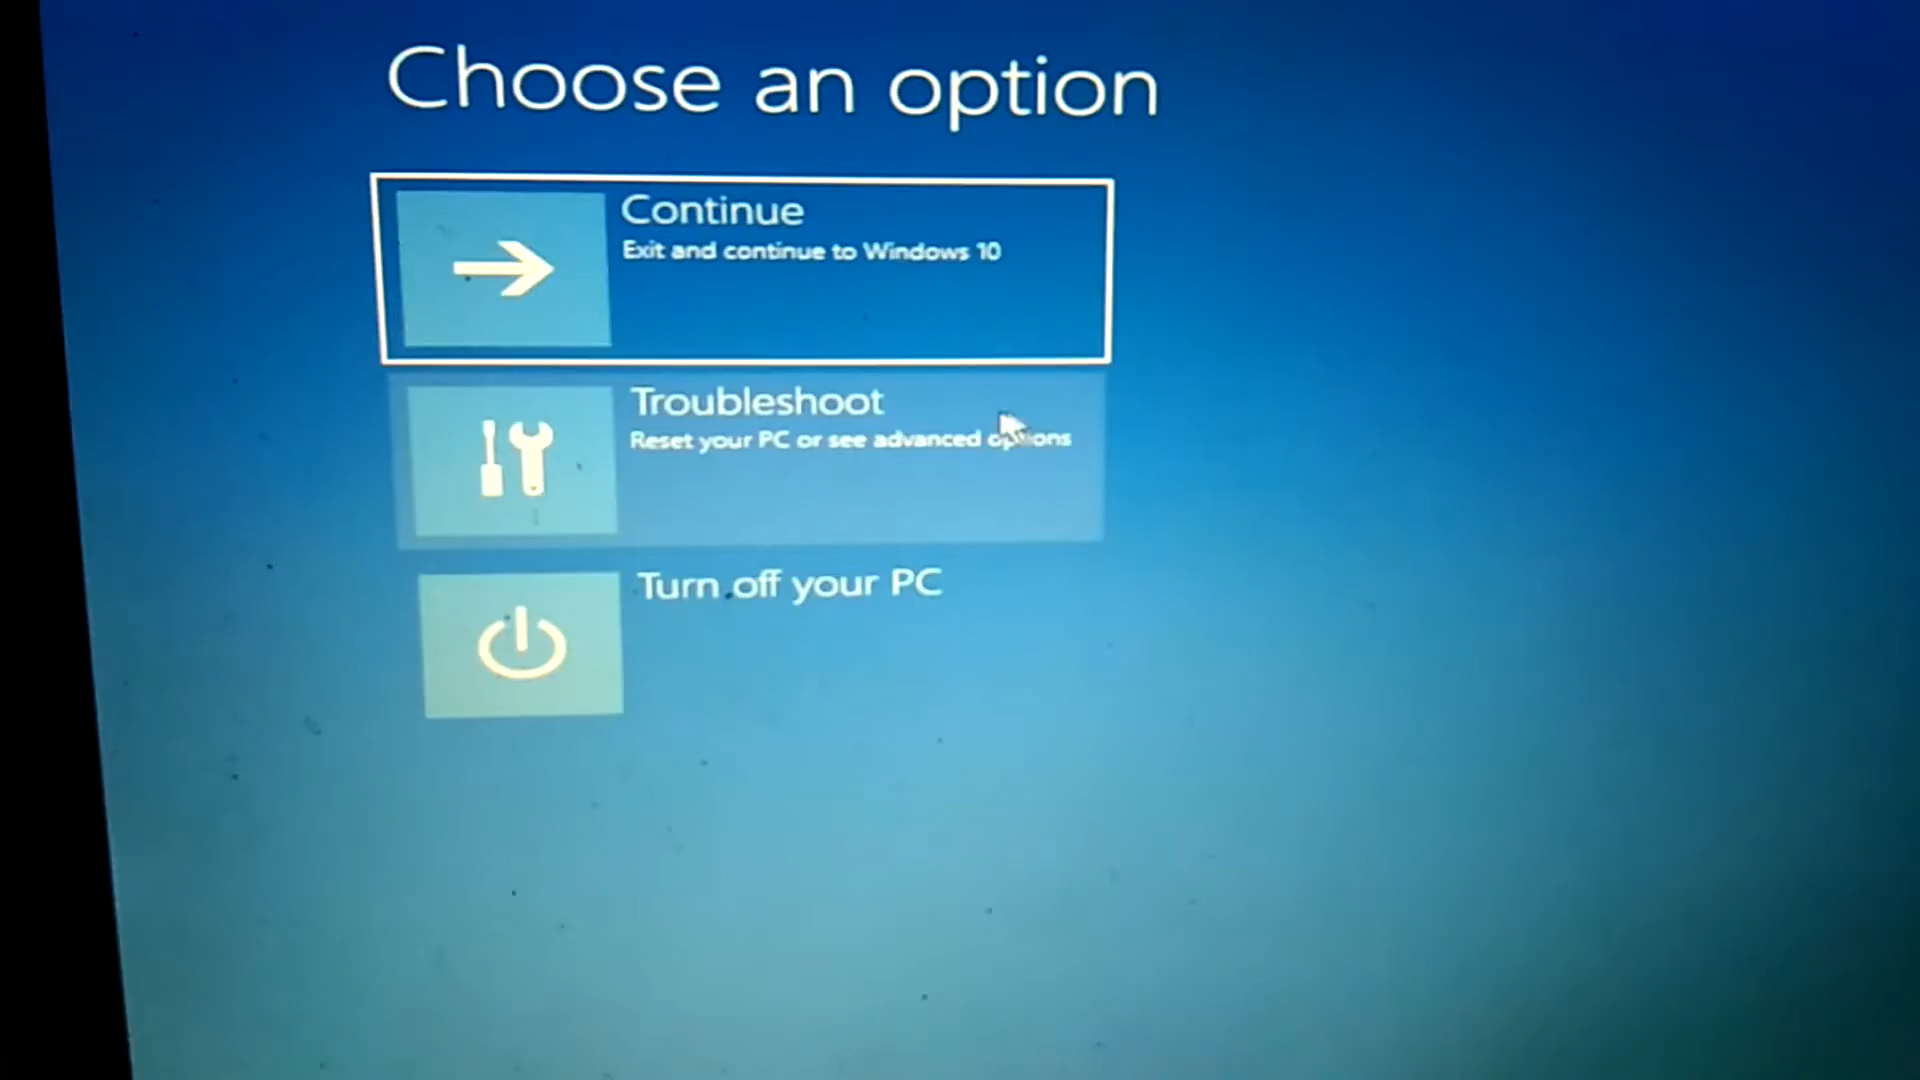 Choose an option
Continue
Exit and continue to Windows 10
Troubleshoot
Reset your PC or see advanced options
Turn off your PC